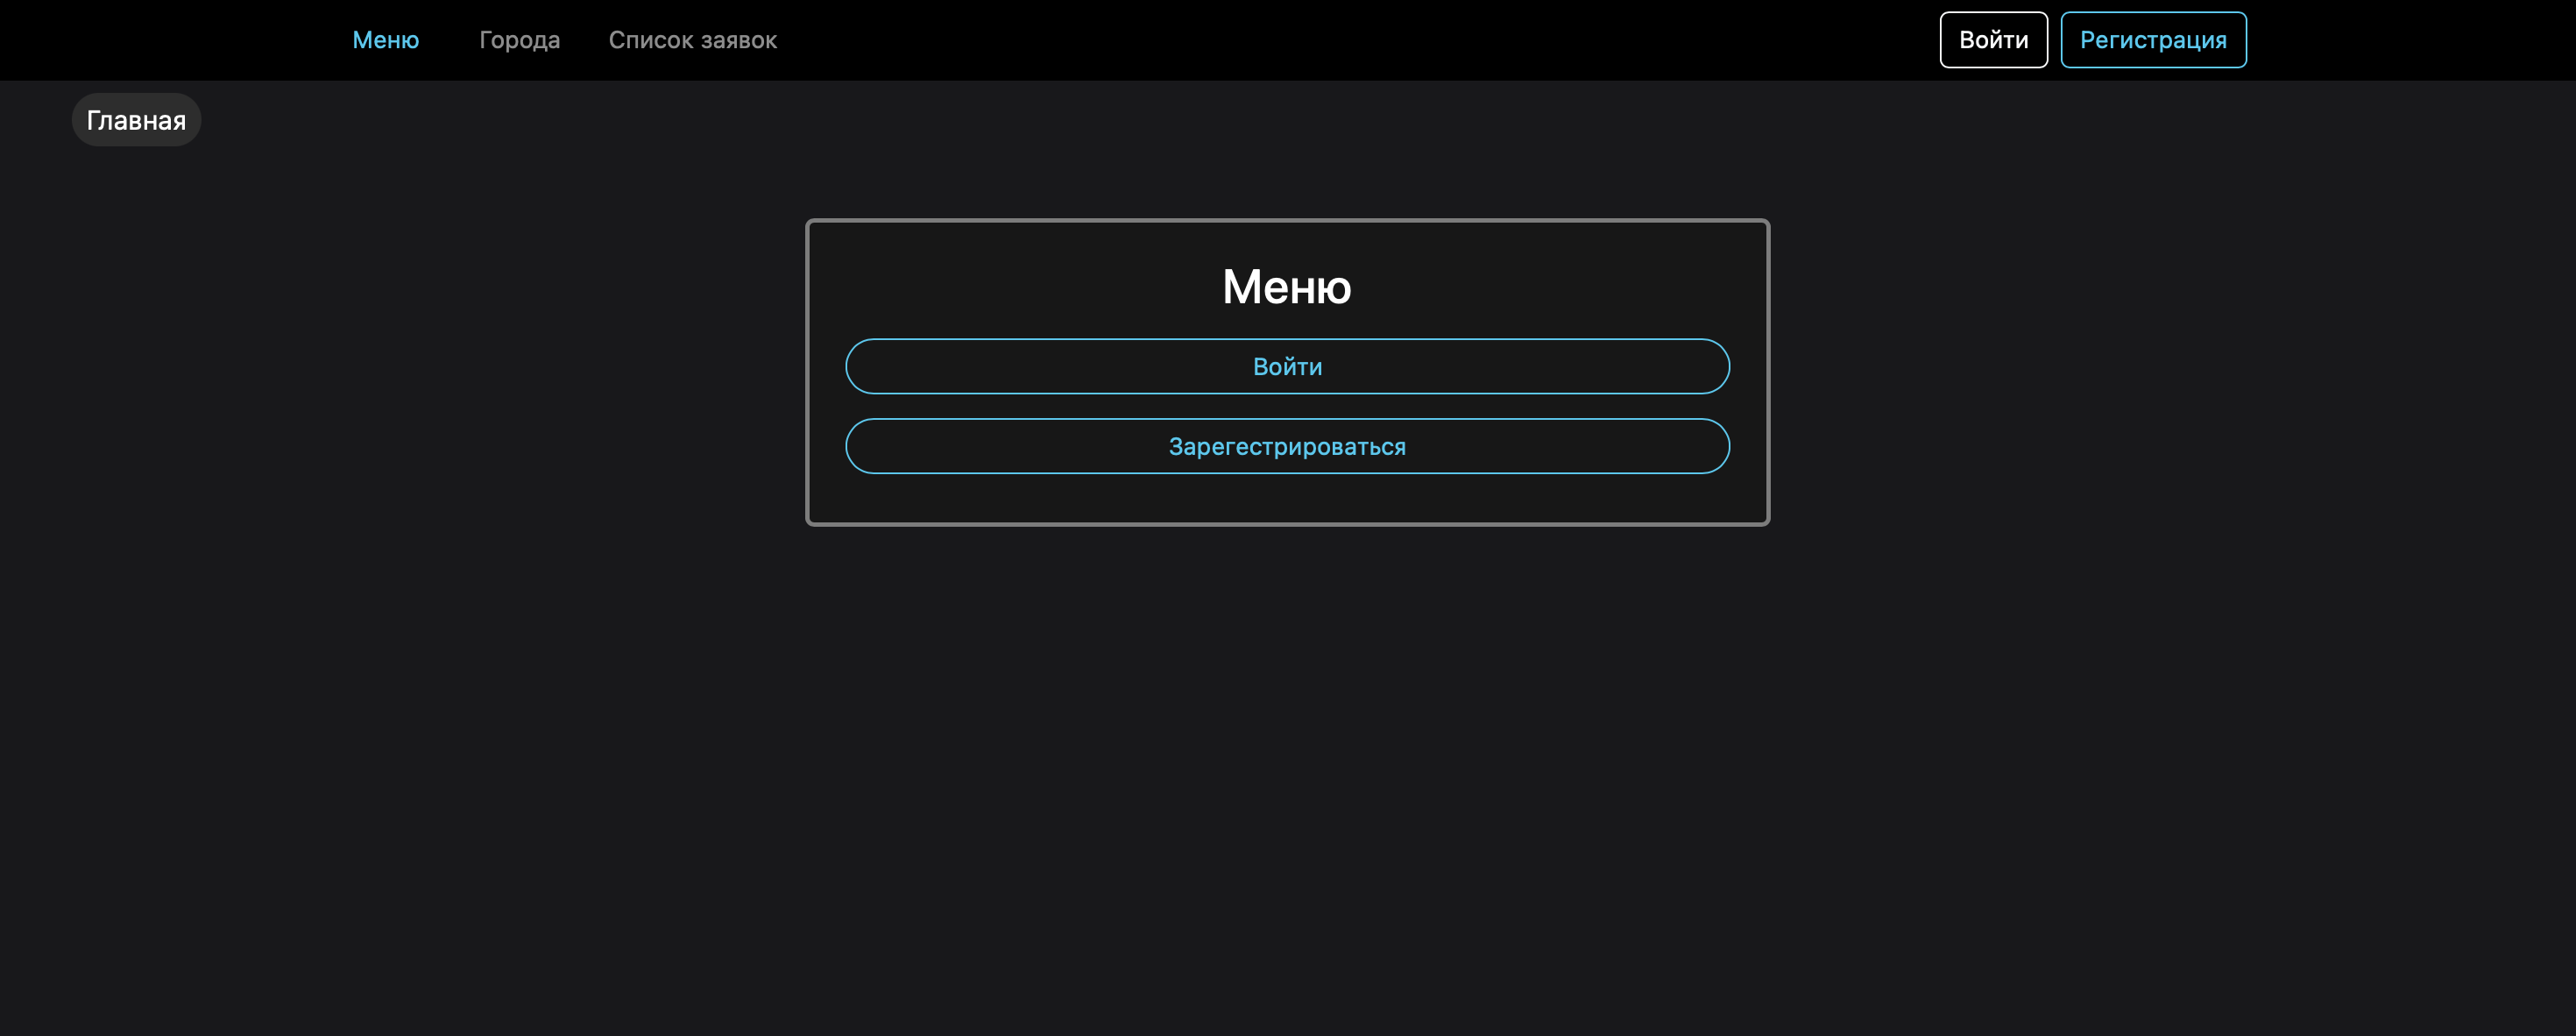 Меню Города Список заявок Войти Регистрация
Главная
Меню
Войти
Зарегестрироваться